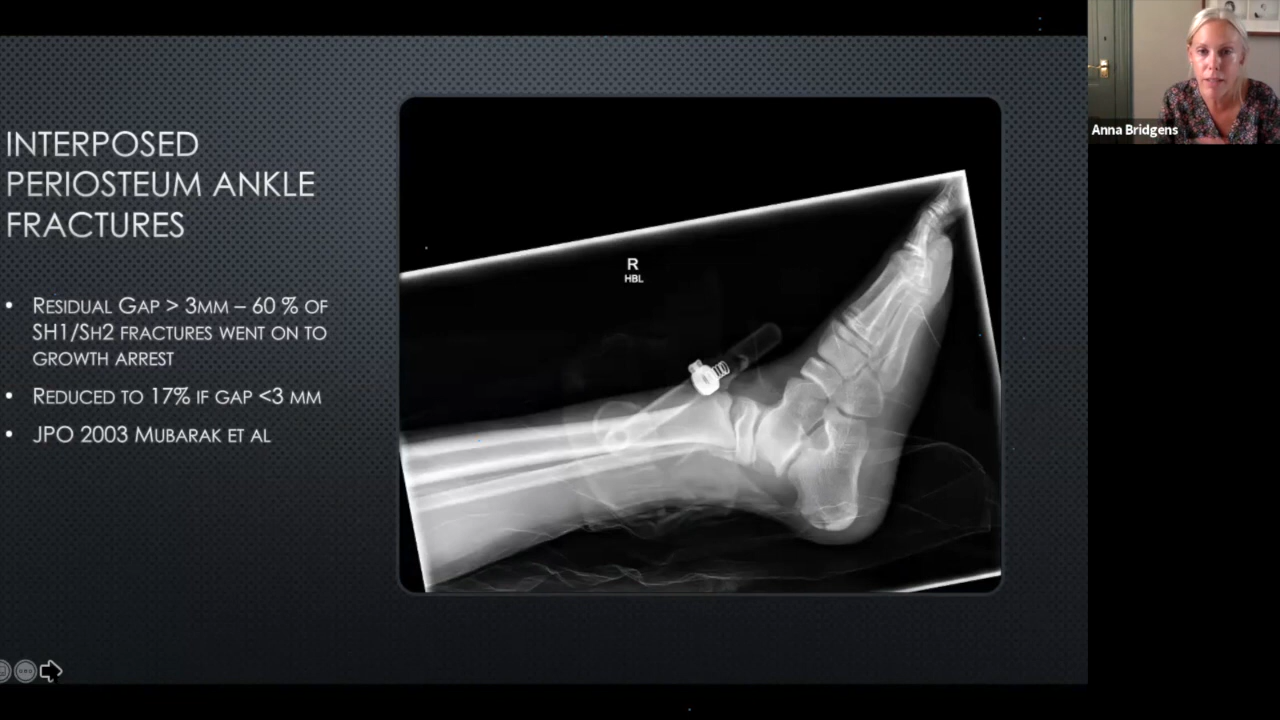 INTERPOSED
PERIOSTEUM ANKLE
FRACTURES
• RESIDUAL GAP > 3MM – 60 % OF
SH1/SH2 FRACTURES WENT ON TO
GROWTH ARREST
• REDUCED TO 17% IF GAP <3 MM
• JPO 2003 MUBARAK ET AL
R
HBL
Anna Bridgens